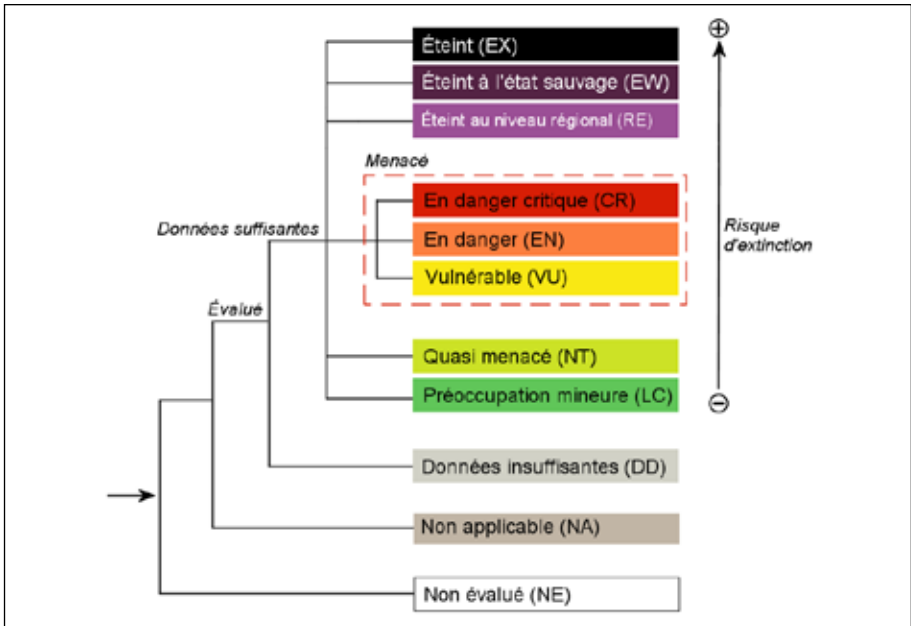 Éteint (EX)
Éteint à l'état sauvage (EW)
Éteint au niveau régional (RE)
Menacé
En danger critique (CR)
Données suffisantes
En danger (EN)
Risque
d'extinction
Vulnérable (VU)
Évalué
Quasi menacé (NT)
Préoccupation mineure (LC)
Données insuffisantes (DD)
Non applicable (NA)
Non évalué (NE)